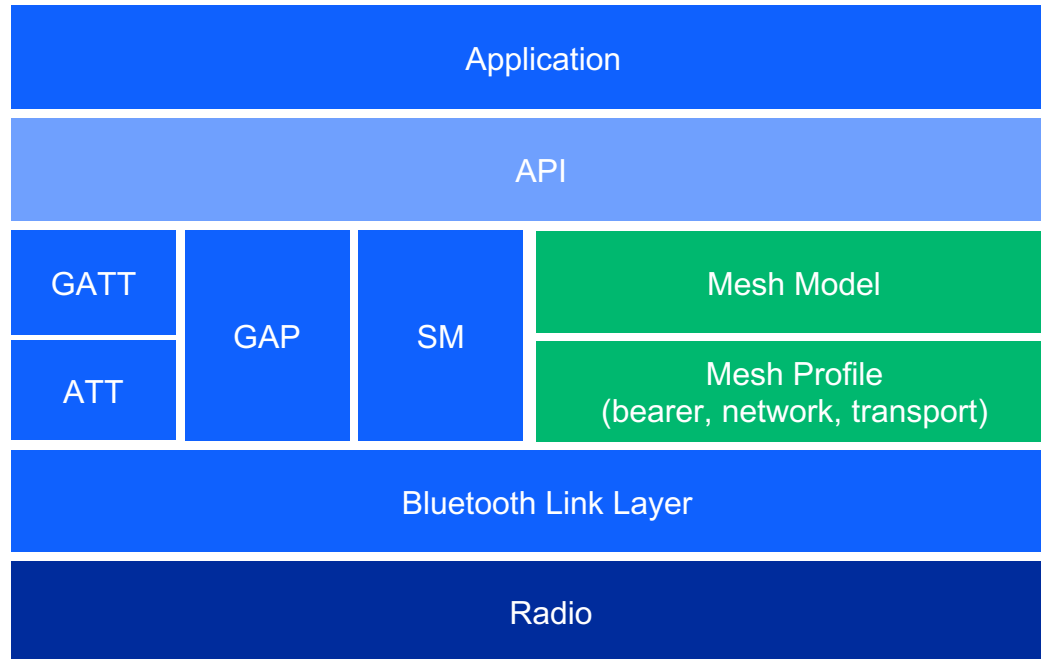 Application
API
GATT
ATT
GAP
SM
Mesh Model
Mesh Profile
(bearer, network, transport)
Bluetooth Link Layer
Radio